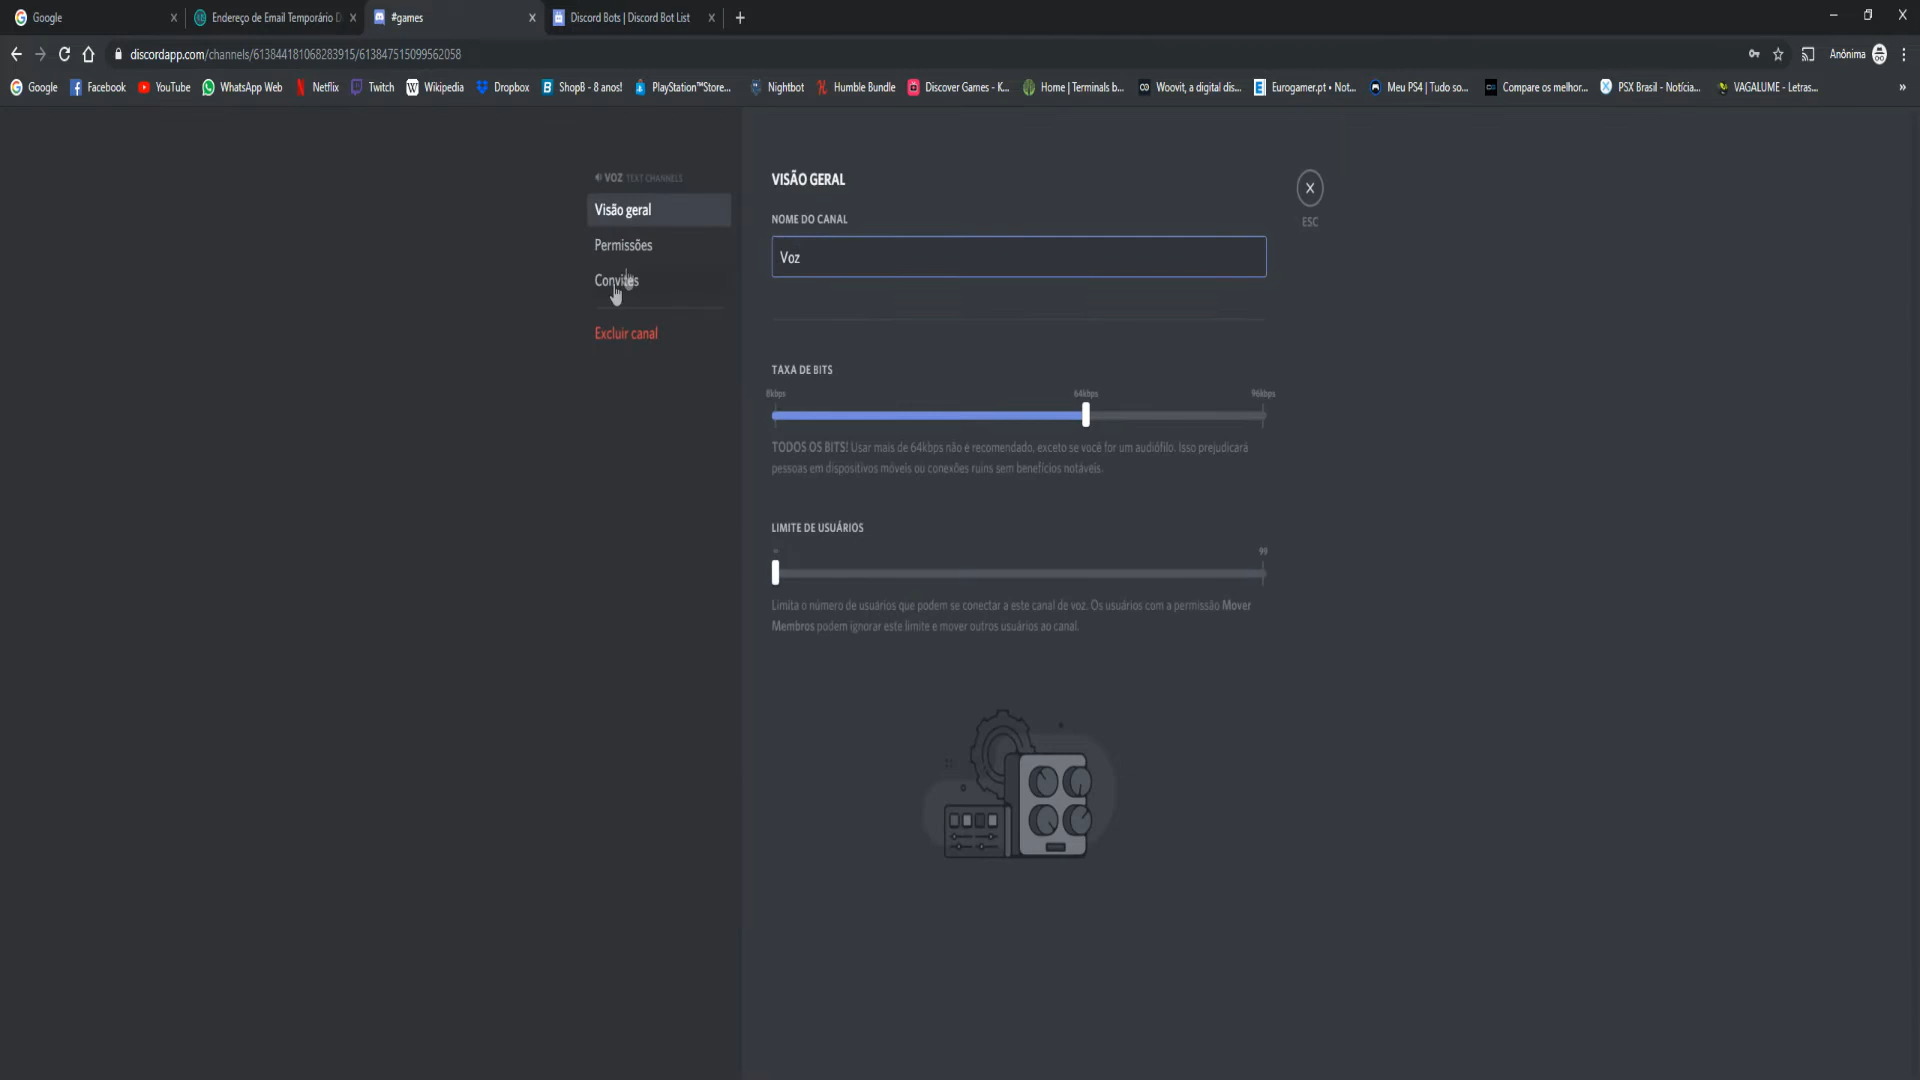 Google
Endereço de Email Temporário D
#games
Discord Bots | Discord Bot List
discordapp.com/channels/613844181068283915/613847515099562058
Anônima
Google
Facebook
YouTube
WhatsApp Web
Netflix
Twitch
Wikipedia
Dropbox
ShopB - 8 anos!
PlayStation™Store...
Nightbot
Humble Bundle
Discover Games - K...
Home | Terminals b...
Woovit, a digital dis...
Eurogamer.pt • Not...
Meu PS4 | Tudo so...
Compare os melhor...
PSX Brasil - Notícia...
VAGALUME - Letras...
VOZ TEXT CHANNELS
Visão geral
Permissões
Convites
Excluir canal
VISÃO GERAL
ESC
NOME DO CANAL
Voz
TAXA DE BITS
8kbps 64kbps 96kbps
TODOS OS BITS! Usar mais de 64kbps não é recomendado, exceto se você for um audiófilo. Isso prejudicará
pessoas em dispositivos móveis ou conexões ruins sem benefícios notáveis.
LIMITE DE USUÁRIOS
∞ 99
Limita o número de usuários que podem se conectar a este canal de voz. Os usuários com a permissão Mover
Membros podem ignorar este limite e mover outros usuários ao canal.